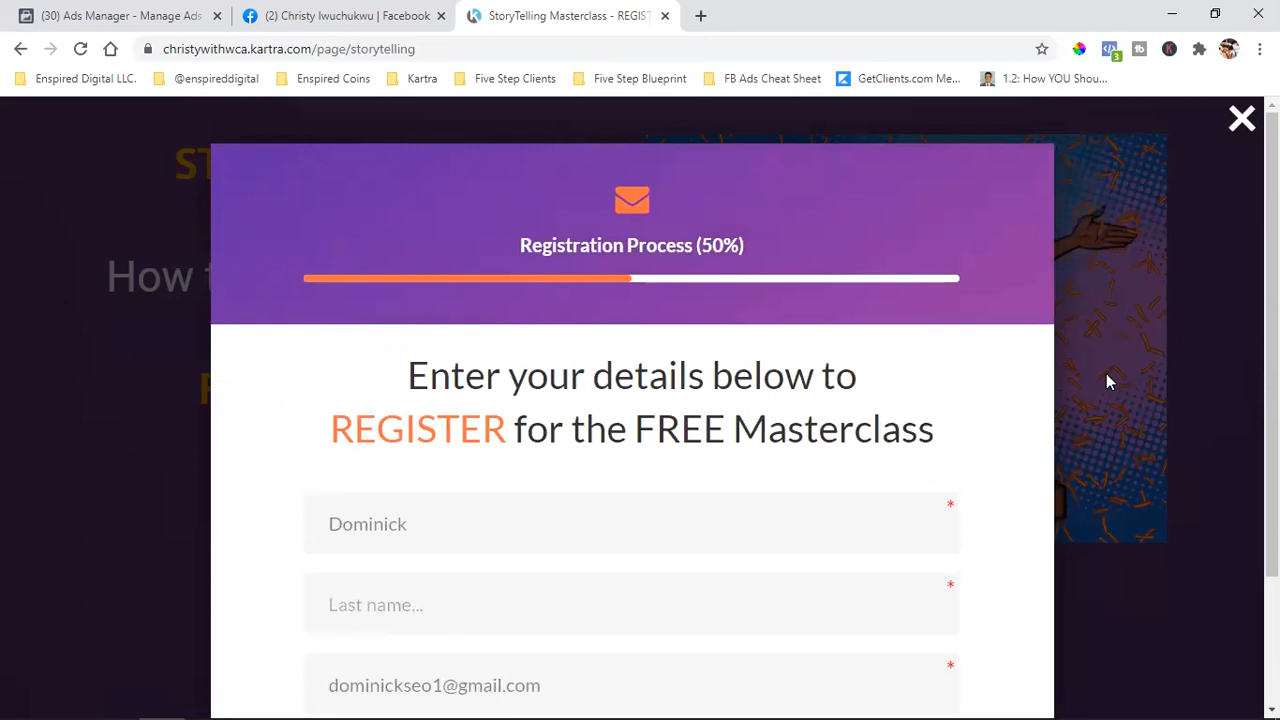 (30) Ads Manager - Manage Ads
(2) Christy Iwuchukwu | Facebook
StoryTelling Masterclass - REGIST
christywithwca.kartra.com/page/storytelling
3
Enspired Digital LLC.
@enspireddigital
Enspired Coins
Kartra
Five Step Clients
Five Step Blueprint
FB Ads Cheat Sheet
GetClients.com Me...
1.2: How YOU Shou...
ST
How t
Registration Process (50%)
Enter your details below to
REGISTER for the FREE Masterclass
Dominick
*
Last name...
*
dominickseo1@gmail.com
*